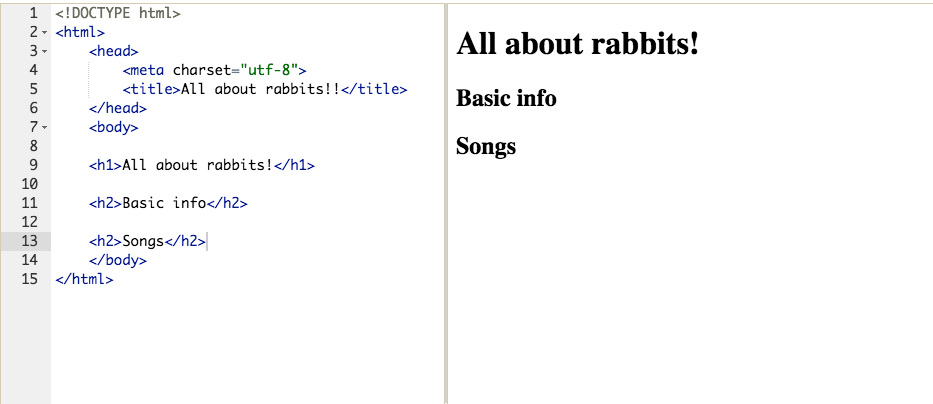 1 <!DOCTYPE html>
2 <html>
3 <head>
4 <meta charset="utf-8">
5 <title>All about rabbits!!</title>
6 </head>
7 <body>
8
9 <h1>All about rabbits!</h1>
10
11 <h2>Basic info</h2>
12
13 <h2>Songs</h2>
14 </body>
15 </html>
All about rabbits!
Basic info
Songs